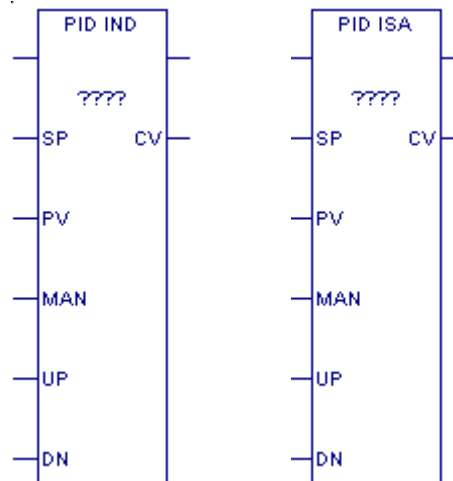 PID IND
????
SP CV
PV
MAN
UP
DN
PID ISA
????
SP CV
PV
MAN
UP
DN